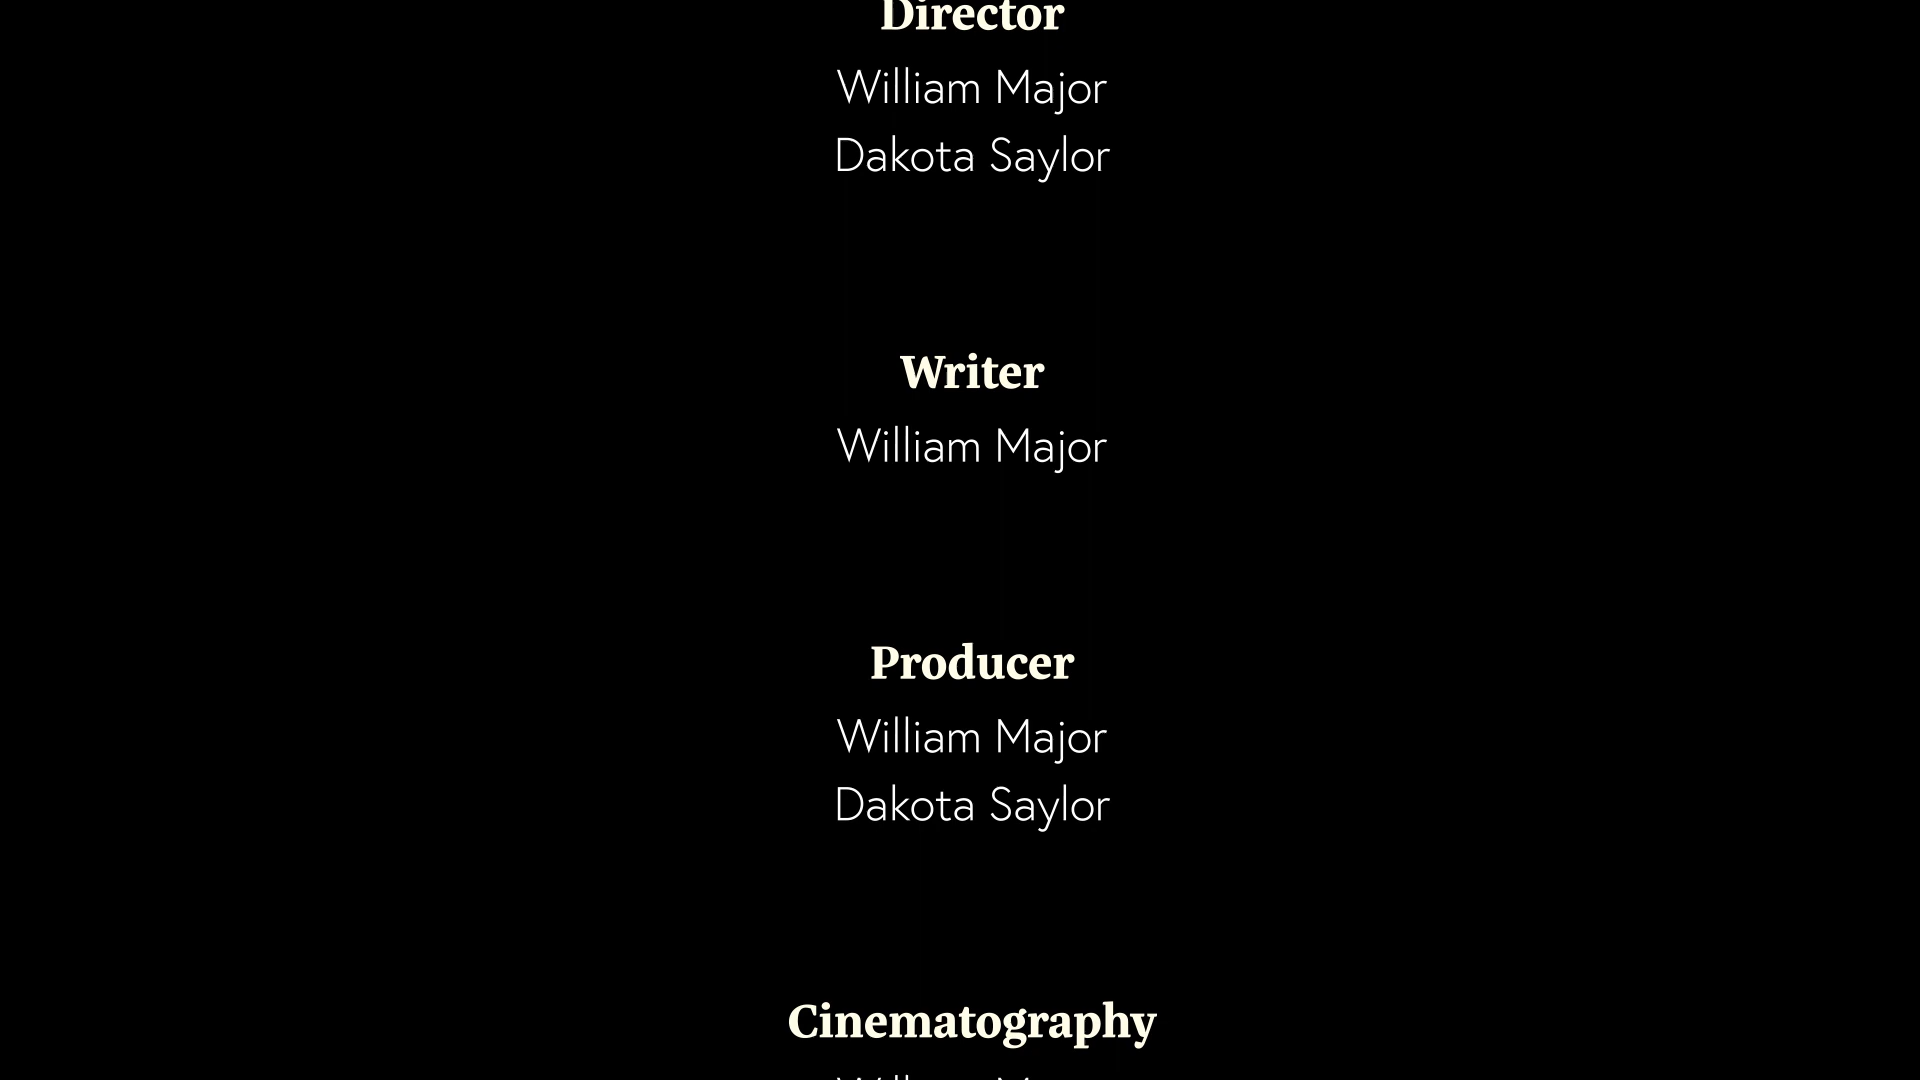 Director
William Major
Dakota Saylor
Writer
William Major
Producer
William Major
Dakota Saylor
Cinematography